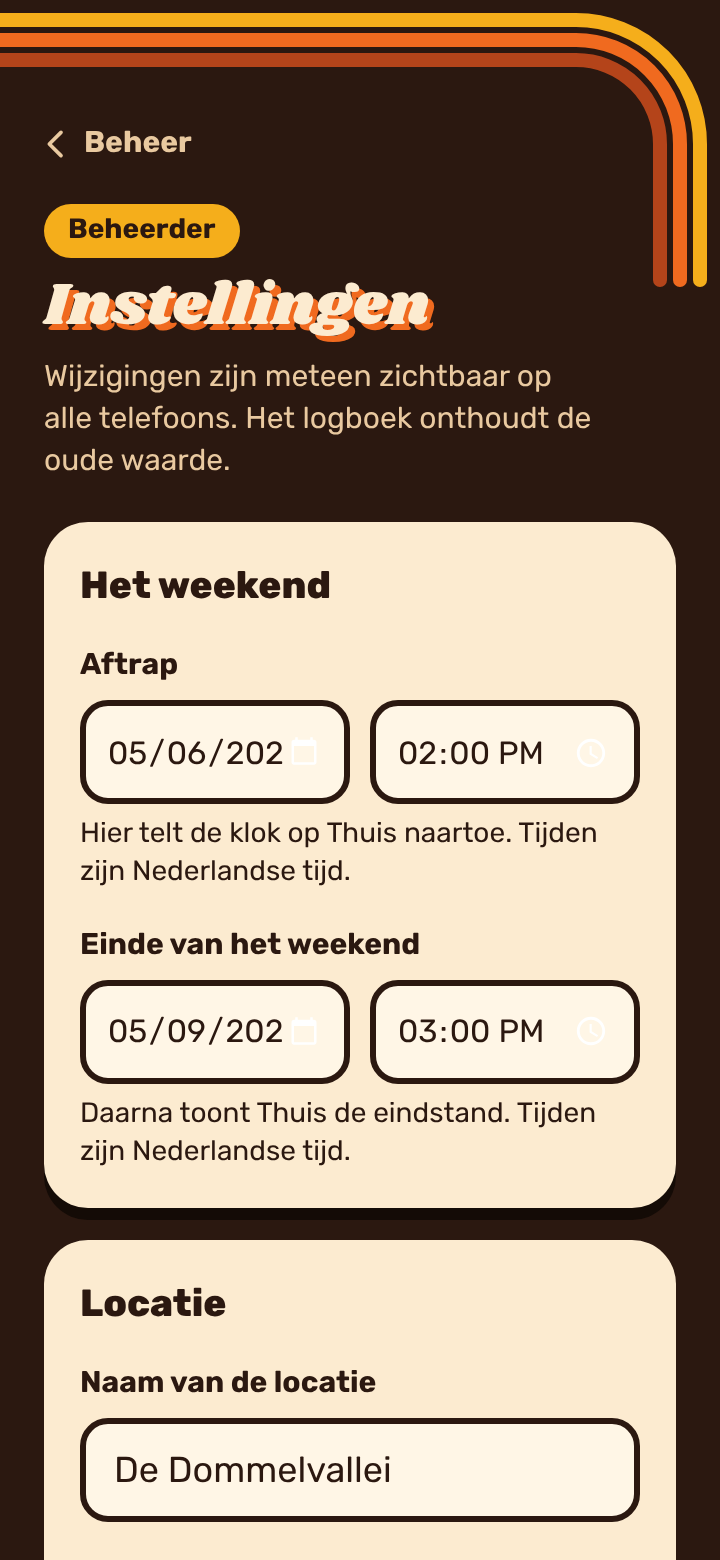 Beheer
Beheerder
Instellingen
Wijzigingen zijn meteen zichtbaar op
alle telefoons. Het logboek onthoudt de
oude waarde.
Het weekend
Aftrap
05/06/202
02:00 PM
Hier telt de klok op Thuis naartoe. Tijden
zijn Nederlandse tijd.
Einde van het weekend
05/09/202
03:00 PM
Daarna toont Thuis de eindstand. Tijden
zijn Nederlandse tijd.
Locatie
Naam van de locatie
De Dommelvallei